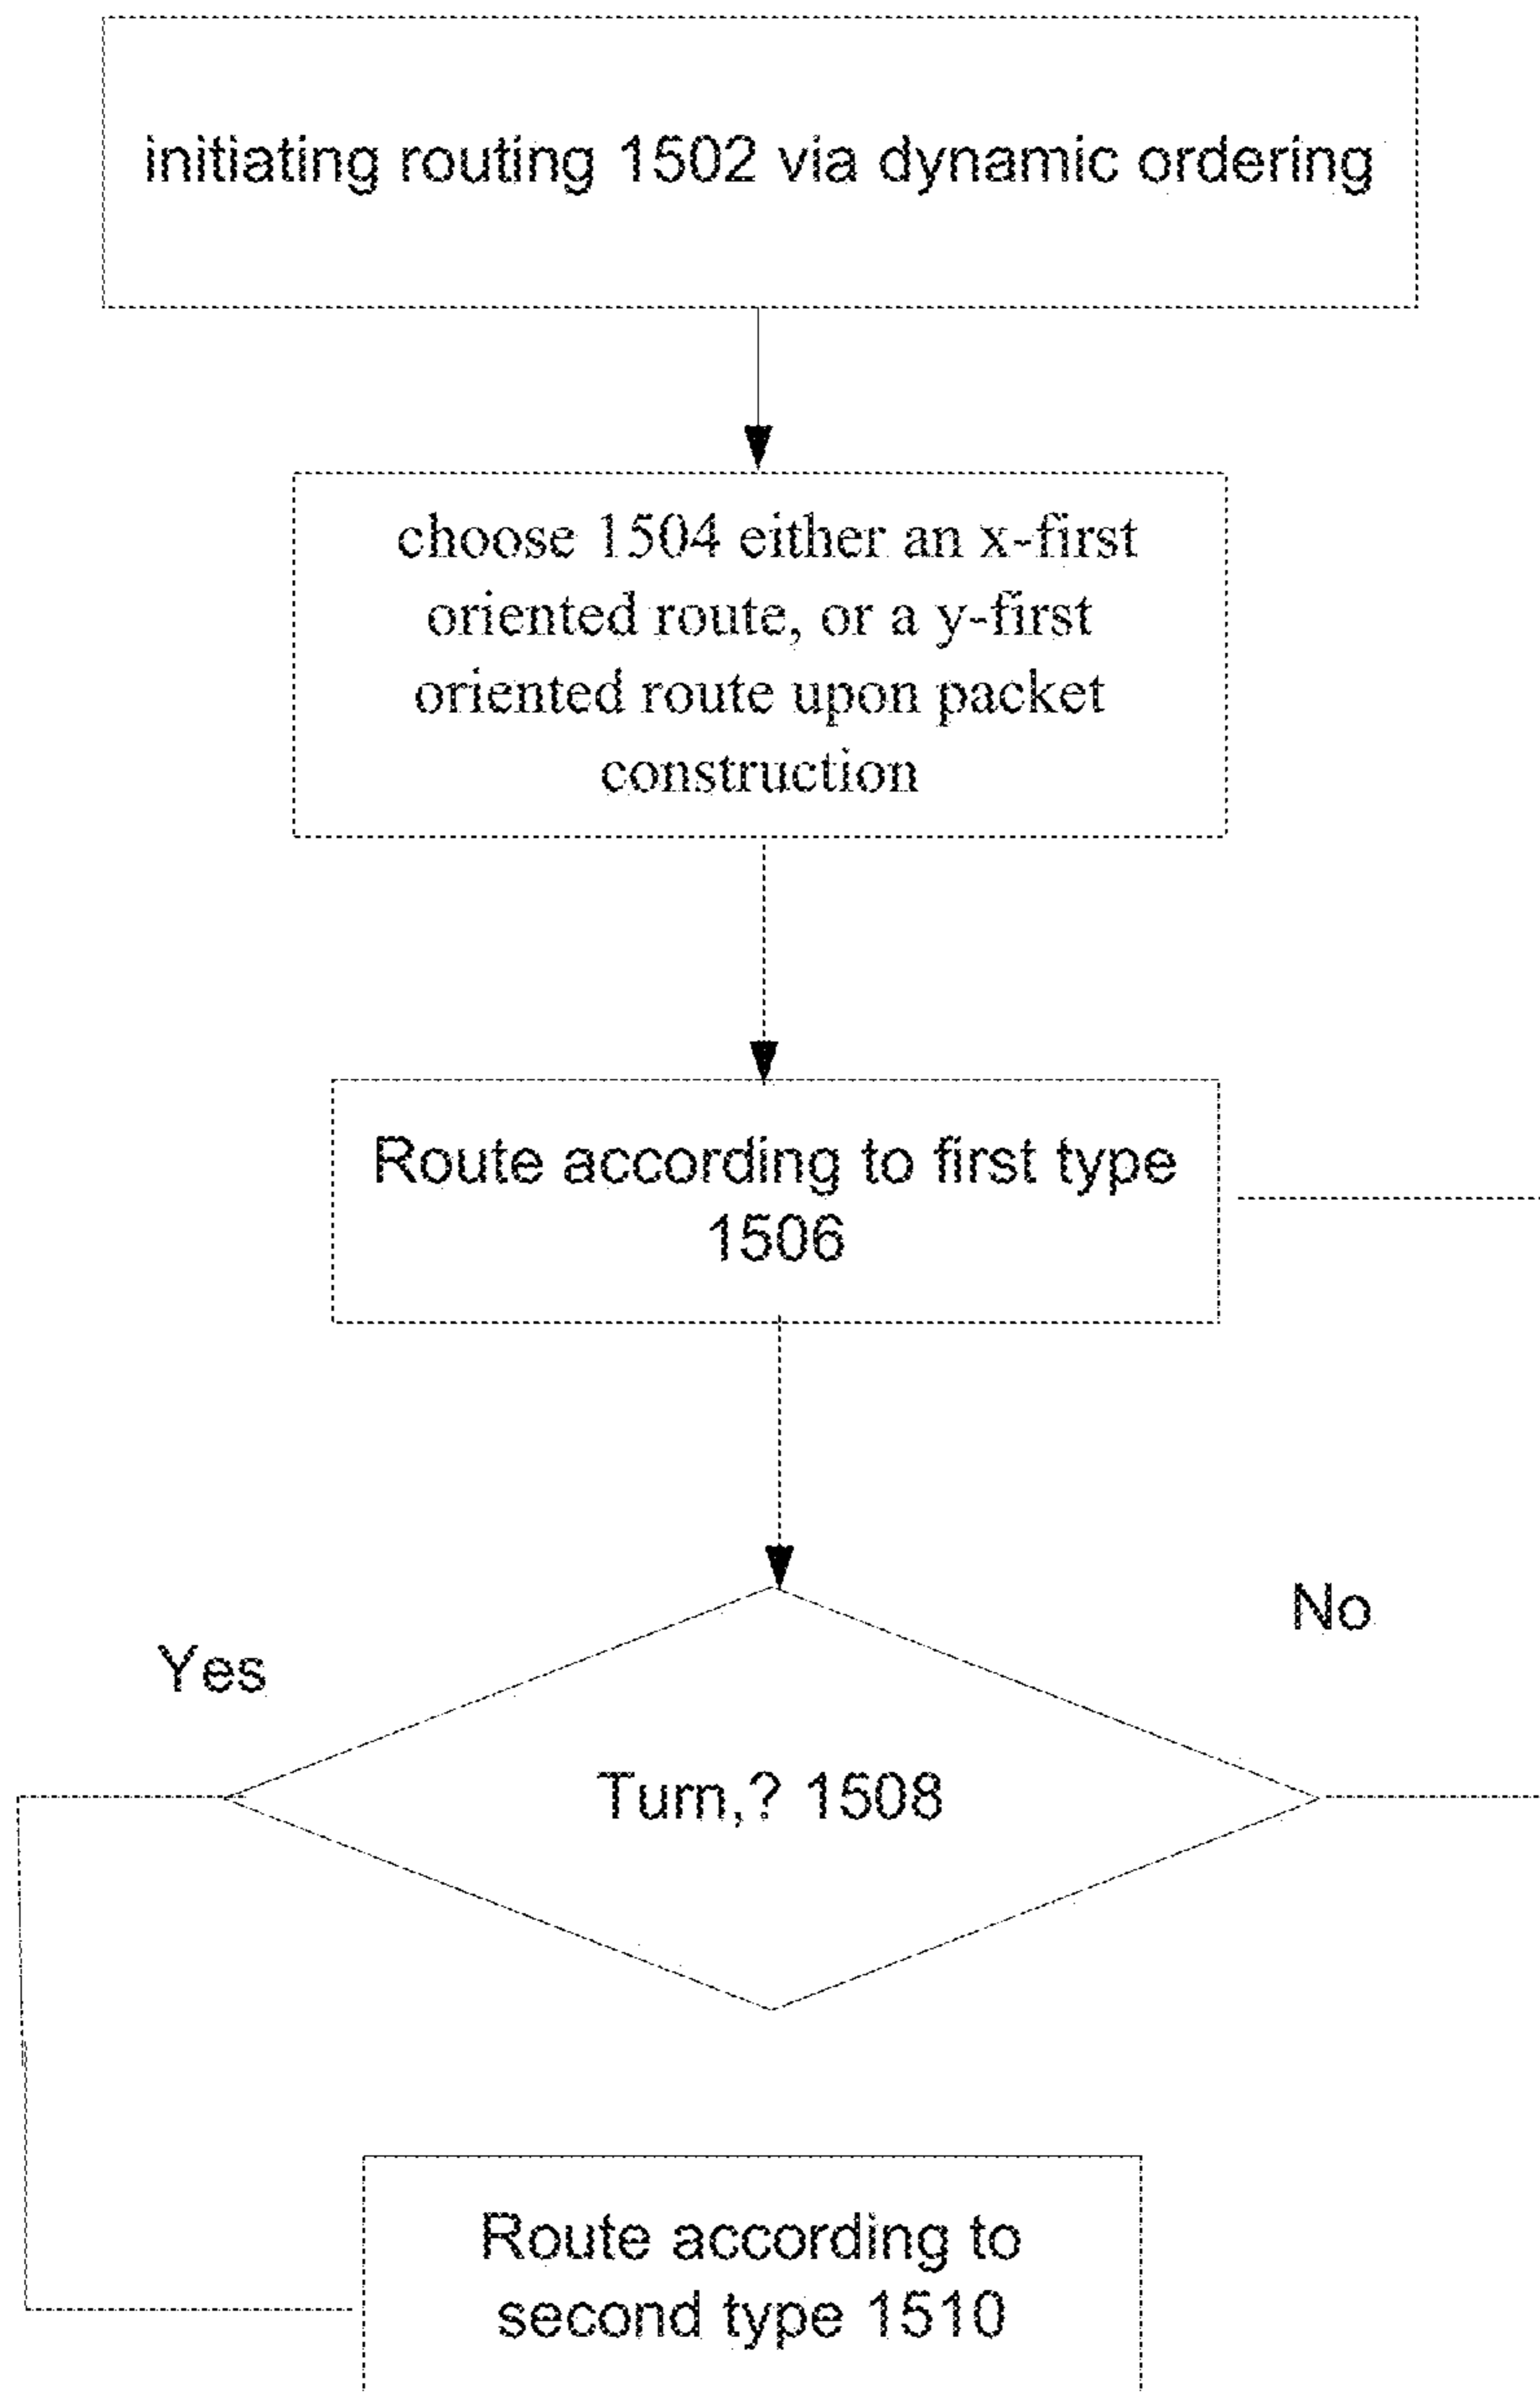 initiating routing 1502 via dynamic ordering
choose 1504 either an x-first
oriented route, or a y-first
oriented route upon packet
construction
Route according to first type
1506
No
Yes
Turn,? 1508
Route according to
second type 1510